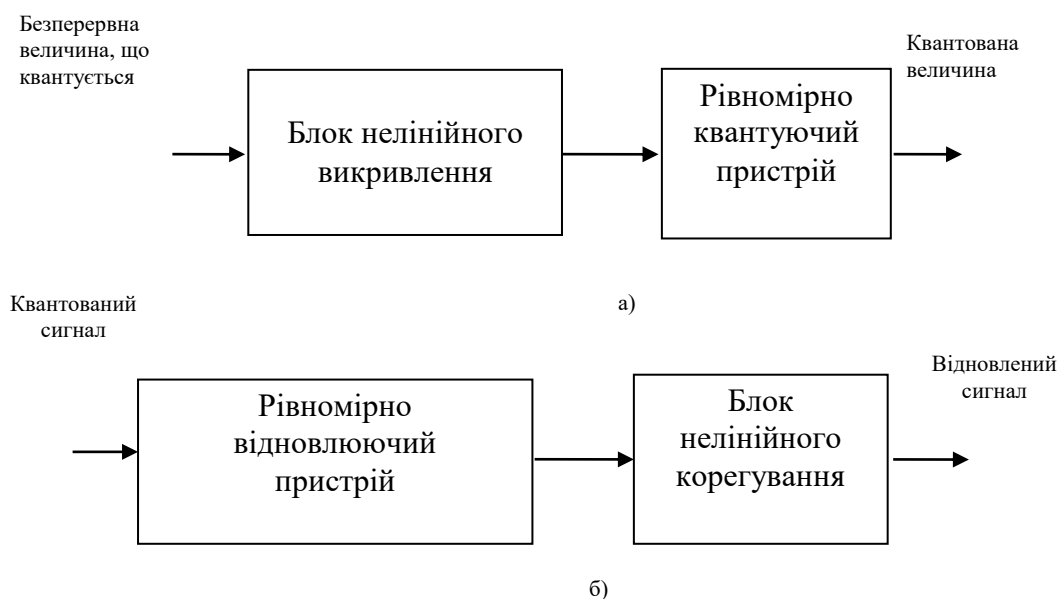 Безперервна
величина, що
квантується
Блок нелінійного
викривлення
Рівномірно
квантуючий
пристрій
Квантована
величина
а)
Квантований
сигнал
Рівномірно
відновлюючий
пристрій
Блок
нелінійного
корегування
Відновлений
сигнал
б)